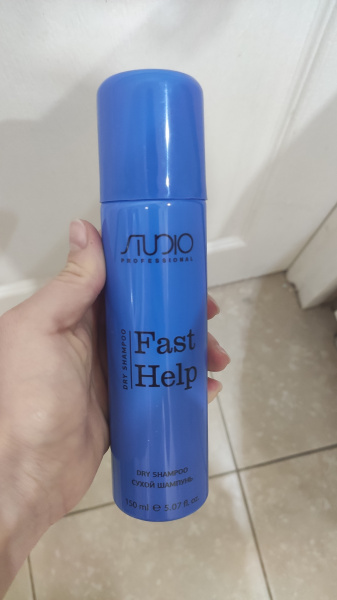 STUDIO
PROFESSIONAL
DRY SHAMPOO
Fast
Help
DRY SHAMPOO
СУХОЙ ШАМПУНЬ
150 ml e 5.07 fl. oz